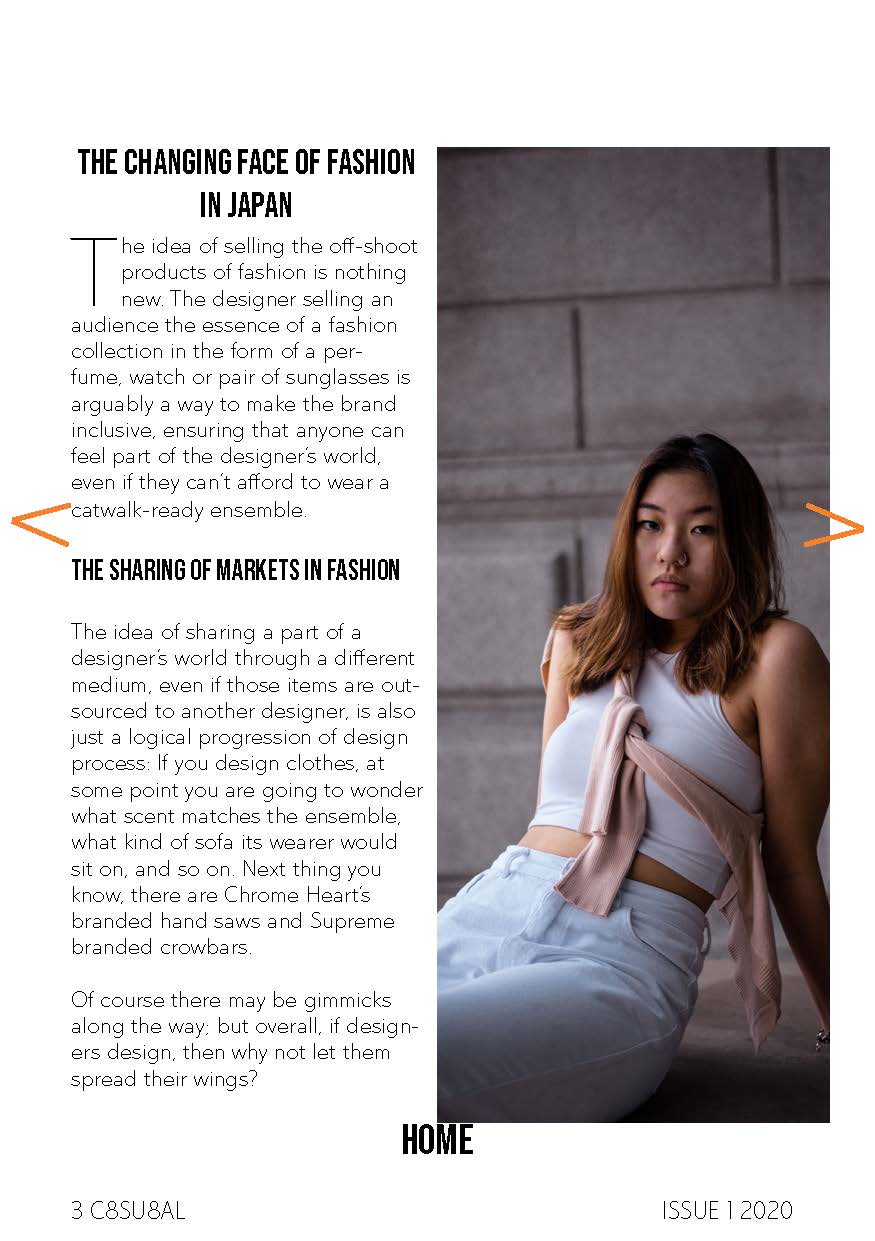 THE CHANGING FACE OF FASHION
IN JAPAN
The idea of selling the off-shoot
products of fashion is nothing
new. The designer selling an
audience the essence of a fashion
collection in the form of a per-
fume, watch or pair of sunglasses is
arguably a way to make the brand
inclusive, ensuring that anyone can
feel part of the designer's world,
even if they can't afford to wear a
catwalk-ready ensemble.
THE SHARING OF MARKETS IN FASHION
The idea of sharing a part of a
designer's world through a different
medium, even if those items are out-
sourced to another designer, is also
just a logical progression of design
process: If you design clothes, at
some point you are going to wonder
what scent matches the ensemble,
what kind of sofa its wearer would
sit on, and so on. Next thing you
know, there are Chrome Heart's
branded hand saws and Supreme
branded crowbars.
Of course there may be gimmicks
along the way; but overall, if design-
ers design, then why not let them
spread their wings?
HOME
3 C8SU8AL
ISSUE 1 2020